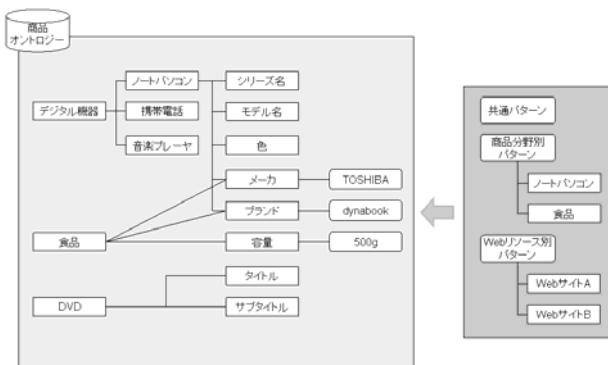 商品
オントロジー
デジタル機器
ノートパソコン
携帯電話
音楽プレーヤ
シリーズ名
モデル名
色
メーカ
TOSHIBA
ブランド
dynabook
食品
容量
500g
DVD
タイトル
サブタイトル
共通パターン
商品分野別
パターン
ノートパソコン
食品
Webリソース別
パターン
WebサイトA
WebサイトB